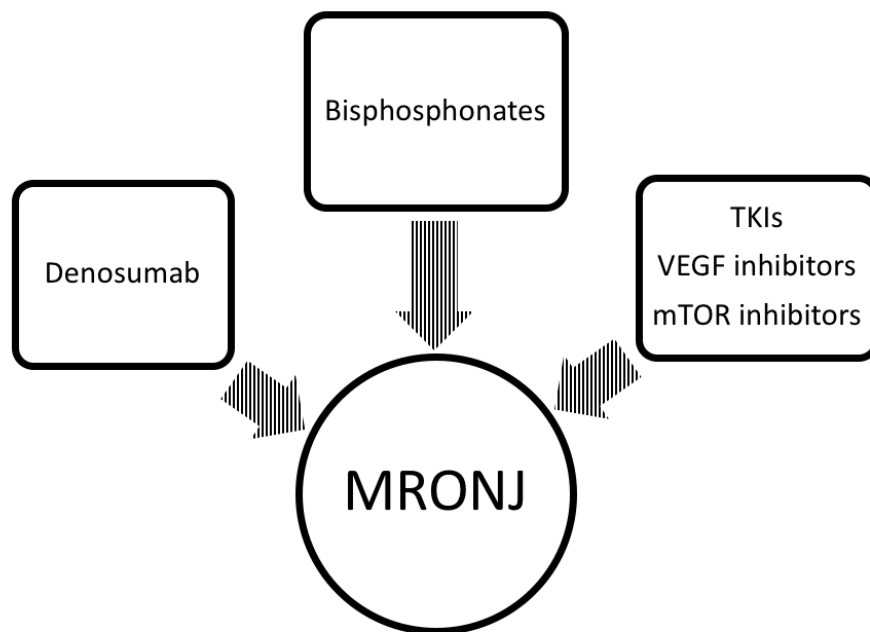 Bisphosphonates
Denosumab
TKIs
VEGF inhibitors
mTOR inhibitors
MRONJ